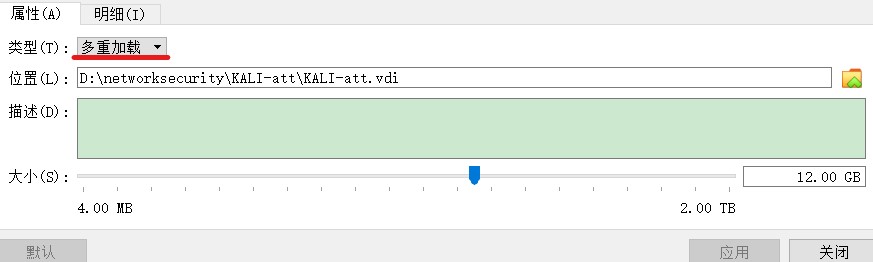 属性(A) 明细(I)
类型(T): 多重加载
位置(L): D:\networksecurity\KALI-att\KALI-att.vdi
描述(D):
大小(S): 12.00 GB
4.00 MB 2.00 TB
默认 应用 关闭